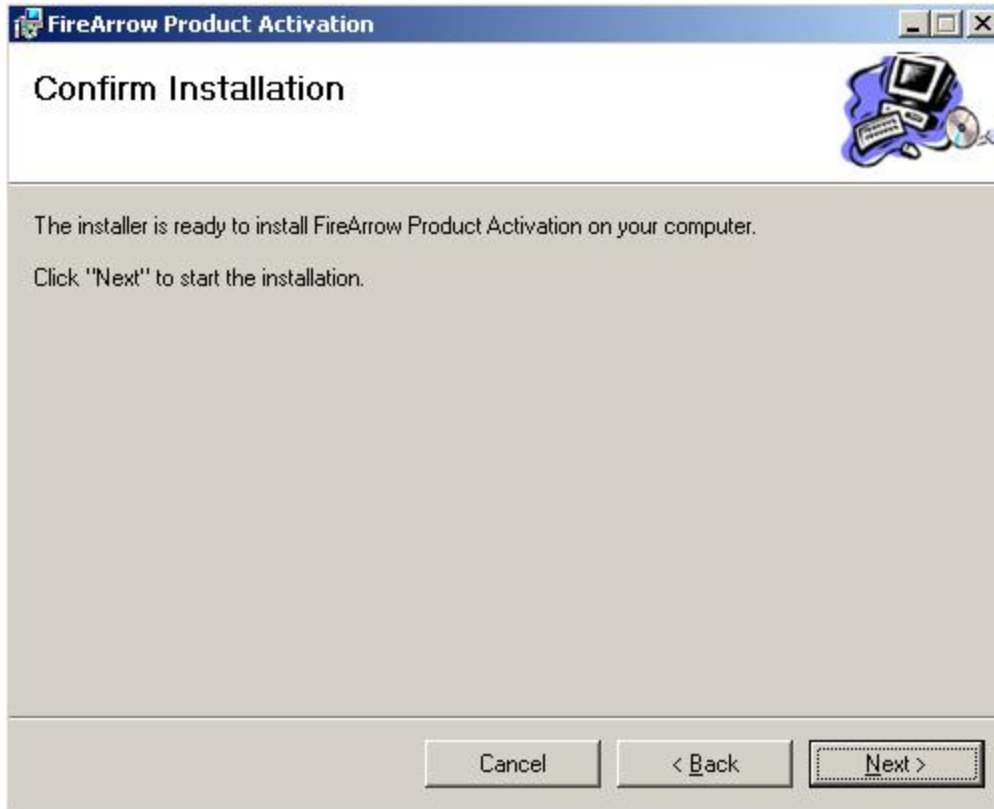 FireArrow Product Activation
Confirm Installation
The installer is ready to install FireArrow Product Activation on your computer.
Click "Next" to start the installation.
Cancel
< Back
Next >